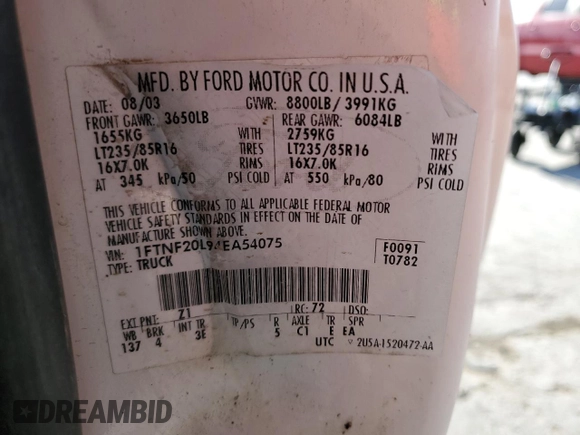 MFD. BY FORD MOTOR CO. IN U.S.A.
DATE: 08/03 GVWR: 8800LB / 3991KG
FRONT GAWR: 3650LB REAR GAWR: 6084LB
1655KG WITH 2759KG WITH
LT235/85R16 TIRES LT235/85R16 TIRES
16X7.0K RIMS 16X7.0K RIMS
AT 345 kPa/50 PSI COLD AT 550 kPa/80 PSI COLD
THIS VEHICLE CONFORMS TO ALL APPLICABLE FEDERAL MOTOR
VEHICLE SAFETY STANDARDS IN EFFECT ON THE DATE OF
MANUFACTURE SHOWN ABOVE.
VIN: 1FTNF20L94EA54075 F0091
TYPE: TRUCK T0782
EXT PNT: Z1 RC: 72 DSO:
WB BRK INT TR TP/PS R AXLE TR SPR
137 4 3E 5 C1 E EA
UTC 2U5A-1520472-AA
DREAMBID